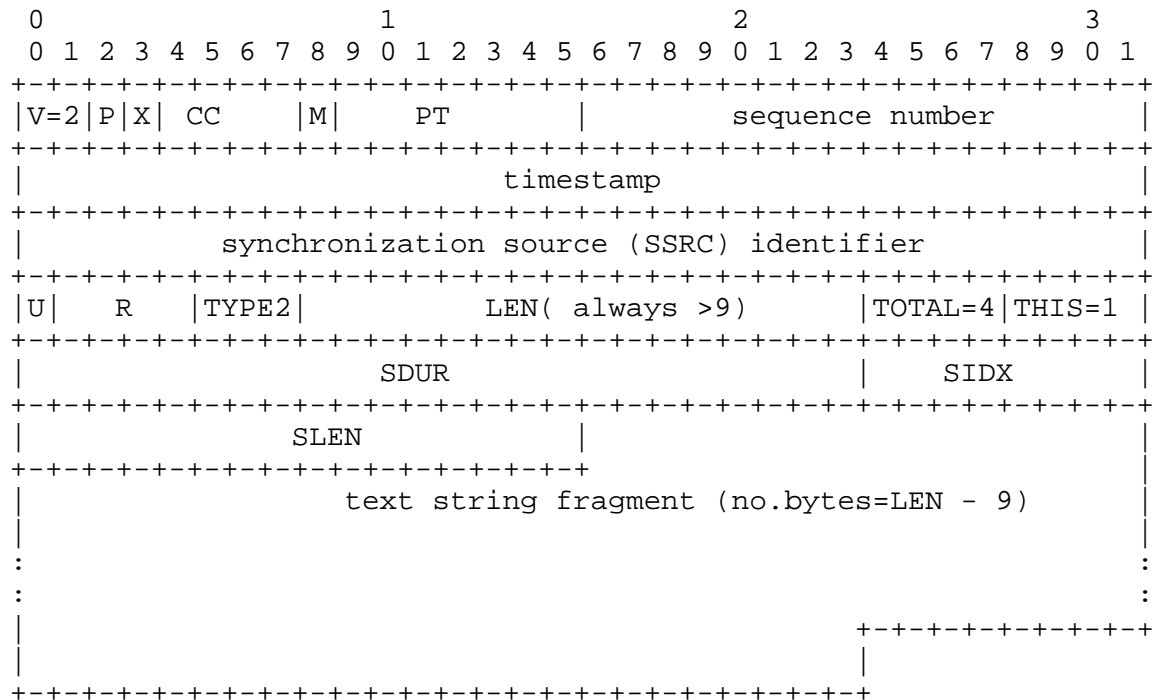 0                   1                   2                   3
 0 1 2 3 4 5 6 7 8 9 0 1 2 3 4 5 6 7 8 9 0 1 2 3 4 5 6 7 8 9 0 1
+-+-+-+-+-+-+-+-+-+-+-+-+-+-+-+-+-+-+-+-+-+-+-+-+-+-+-+-+-+-+-+-+
|V=2|P|X| CC    |M|    PT       |        sequence number        |
+-+-+-+-+-+-+-+-+-+-+-+-+-+-+-+-+-+-+-+-+-+-+-+-+-+-+-+-+-+-+-+-+
|                           timestamp                           |
+-+-+-+-+-+-+-+-+-+-+-+-+-+-+-+-+-+-+-+-+-+-+-+-+-+-+-+-+-+-+-+-+
|           synchronization source (SSRC) identifier            |
+-+-+-+-+-+-+-+-+-+-+-+-+-+-+-+-+-+-+-+-+-+-+-+-+-+-+-+-+-+-+-+-+
|U|   R   |TYPE2|          LEN( always >9)      |TOTAL=4|THIS=1 |
+-+-+-+-+-+-+-+-+-+-+-+-+-+-+-+-+-+-+-+-+-+-+-+-+-+-+-+-+-+-+-+-+
|                    SDUR                       |    SIDX       |
+-+-+-+-+-+-+-+-+-+-+-+-+-+-+-+-+-+-+-+-+-+-+-+-+-+-+-+-+-+-+-+-+
|               SLEN            |                               |
+-+-+-+-+-+-+-+-+-+-+-+-+-+-+-+-+                               |
|                  text string fragment (no.bytes=LEN - 9)      |
|                                                               |
:                                                               :
:                                                               :
|                                               +-+-+-+-+-+-+-+-+
|                                               |
+-+-+-+-+-+-+-+-+-+-+-+-+-+-+-+-+-+-+-+-+-+-+-+-+